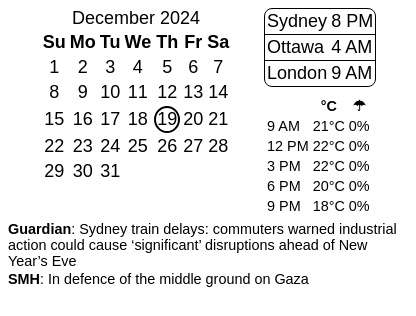 December 2024
Su Mo Tu We Th Fr Sa
1 2 3 4 5 6 7
8 9 10 11 12 13 14
15 16 17 18 19 20 21
22 23 24 25 26 27 28
29 30 31
Sydney 8 PM
Ottawa 4 AM
London 9 AM
°C ☂
9 AM 21°C 0%
12 PM 22°C 0%
3 PM 22°C 0%
6 PM 20°C 0%
9 PM 18°C 0%
Guardian: Sydney train delays: commuters warned industrial
action could cause ‘significant’ disruptions ahead of New
Year’s Eve
SMH: In defence of the middle ground on Gaza